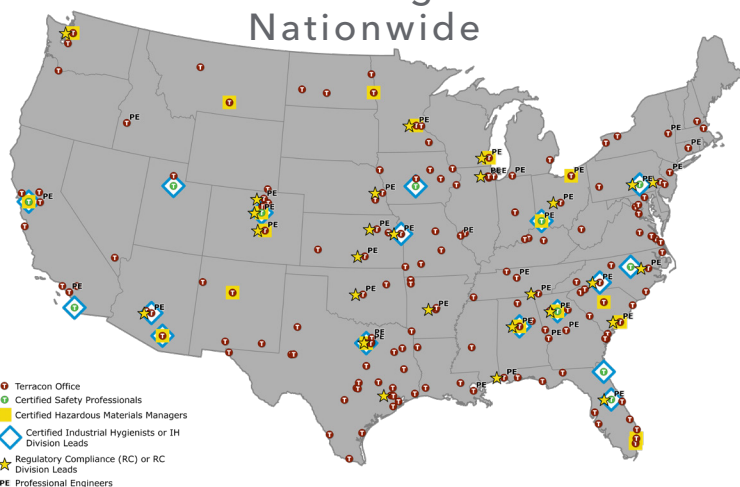 Nationwide
Terracon Office
Certified Safety Professionals
Certified Hazardous Materials Managers
Certified Industrial Hygienists or IH
Division Leads
Regulatory Compliance (RC) or RC
Division Leads
PE Professional Engineers